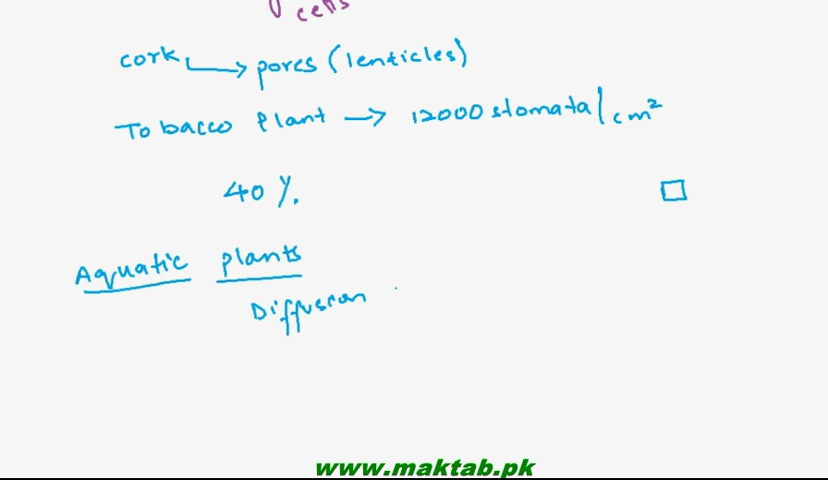 cells
cork → pores (lenticles)
Tobacco Plant → 12000 stomata/cm²
40 %
Aquatic plants
Diffusion
www.maktab.pk